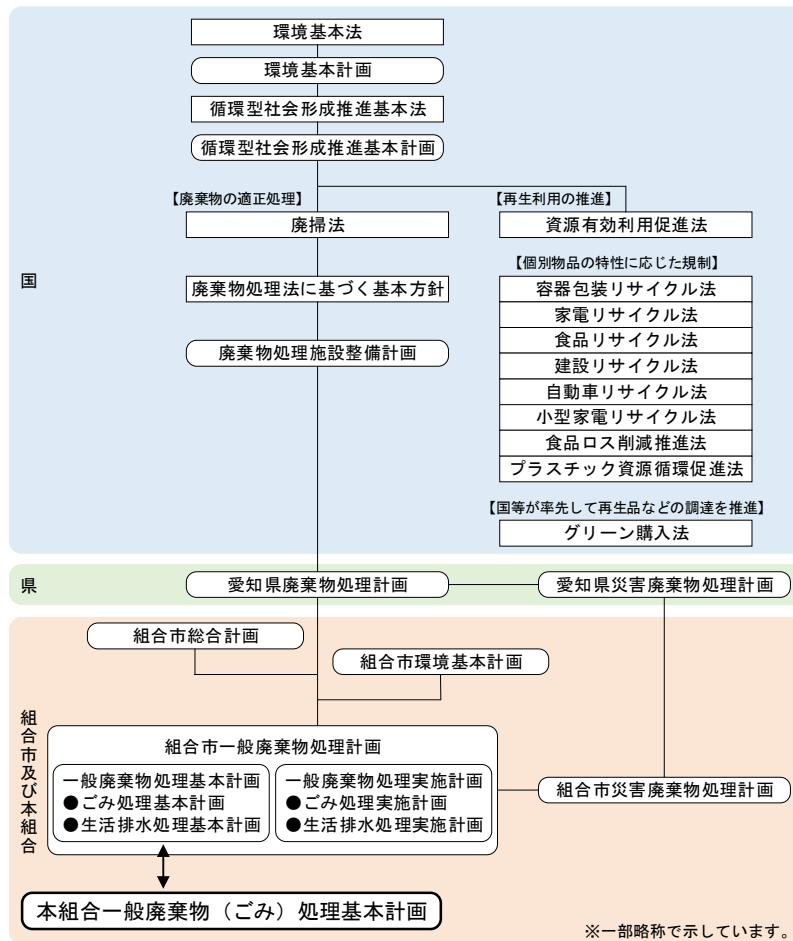 国
環境基本法
環境基本計画
循環型社会形成推進基本法
循環型社会形成推進基本計画
【廃棄物の適正処理】
廃掃法
廃棄物処理法に基づく基本方針
廃棄物処理施設整備計画
【再生利用の推進】
資源有効利用促進法
【個別物品の特性に応じた規制】
容器包装リサイクル法
家電リサイクル法
食品リサイクル法
建設リサイクル法
自動車リサイクル法
小型家電リサイクル法
食品ロス削減推進法
プラスチック資源循環促進法
【国等が率先して再生品などの調達を推進】
グリーン購入法
県
愛知県廃棄物処理計画
愛知県災害廃棄物処理計画
組合市及び本組合
組合市総合計画
組合市環境基本計画
組合市一般廃棄物処理計画
一般廃棄物処理基本計画
●ごみ処理基本計画
●生活排水処理基本計画
一般廃棄物処理実施計画
●ごみ処理実施計画
●生活排水処理実施計画
組合市災害廃棄物処理計画
本組合一般廃棄物（ごみ）処理基本計画
※一部略称で示しています。